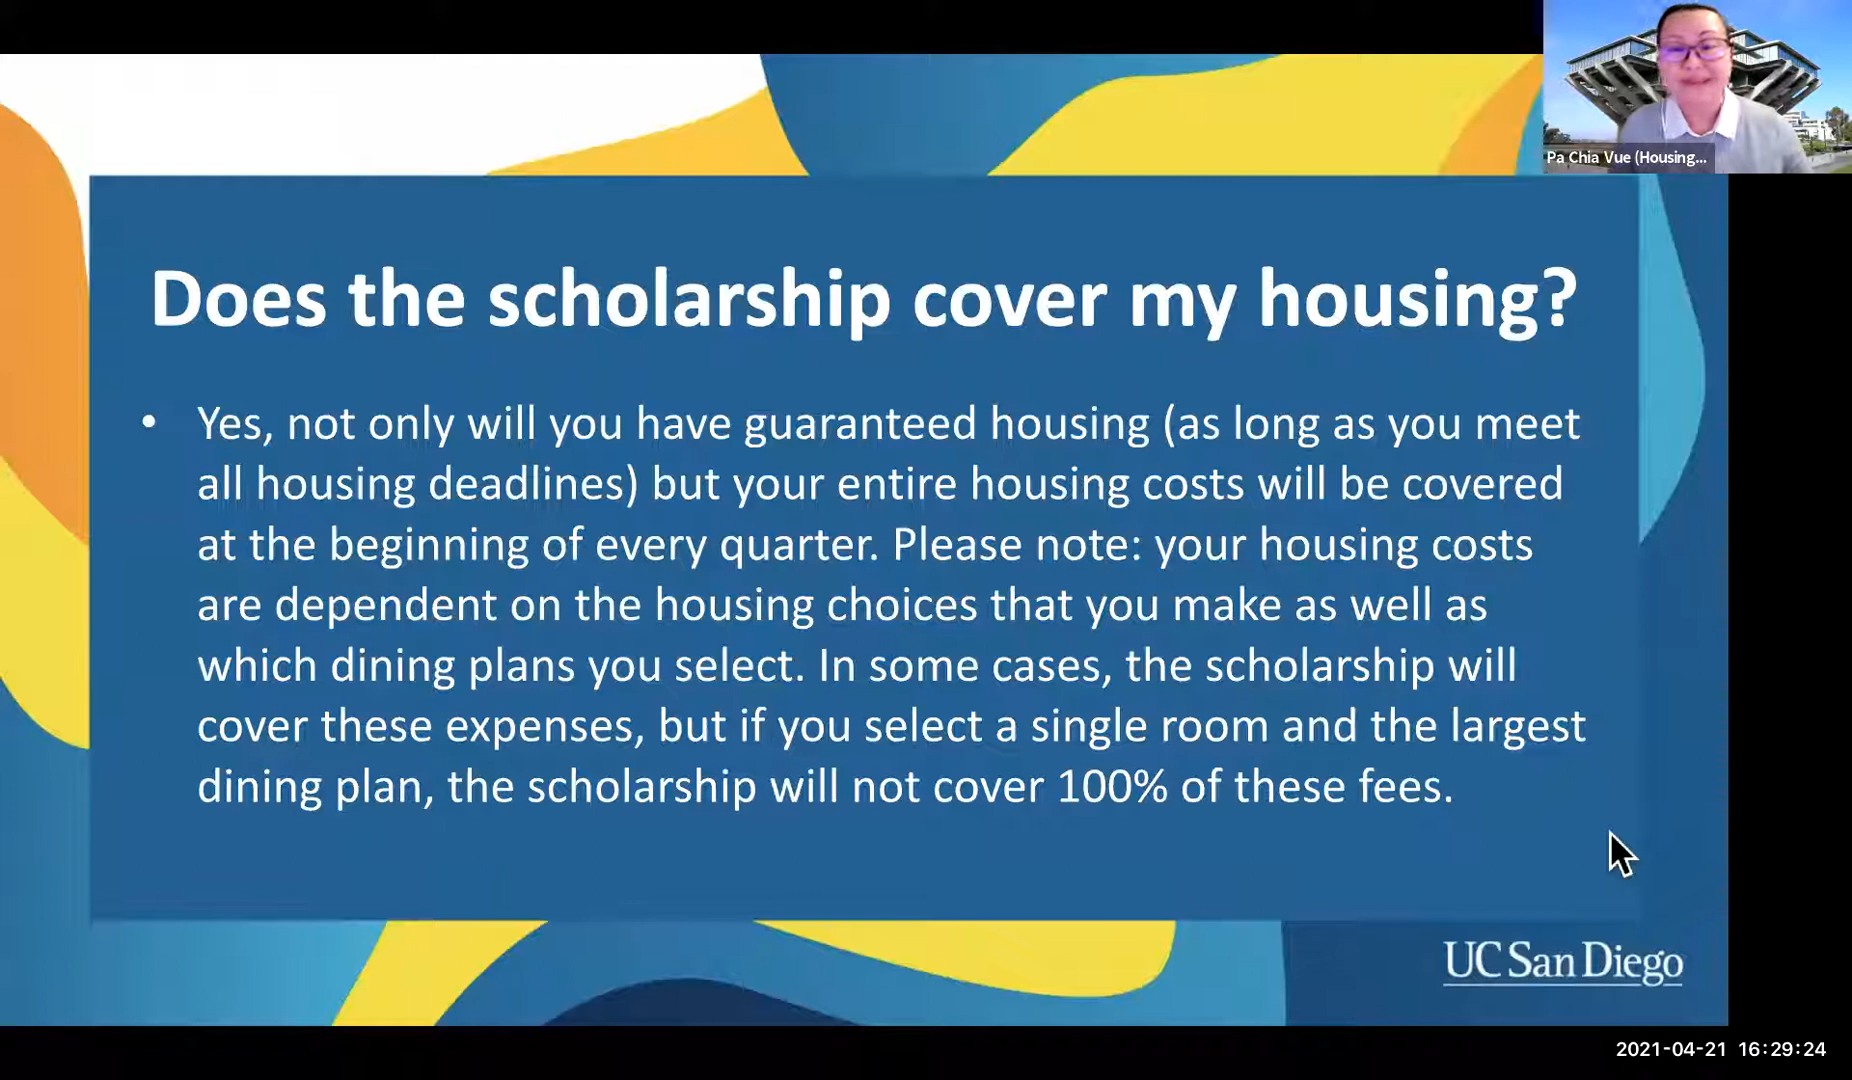 Pa Chia Vue (Housing...
Does the scholarship cover my housing?
• Yes, not only will you have guaranteed housing (as long as you meet
all housing deadlines) but your entire housing costs will be covered
at the beginning of every quarter. Please note: your housing costs
are dependent on the housing choices that you make as well as
which dining plans you select. In some cases, the scholarship will
cover these expenses, but if you select a single room and the largest
dining plan, the scholarship will not cover 100% of these fees.
UC San Diego
2021-04-21 16:29:24